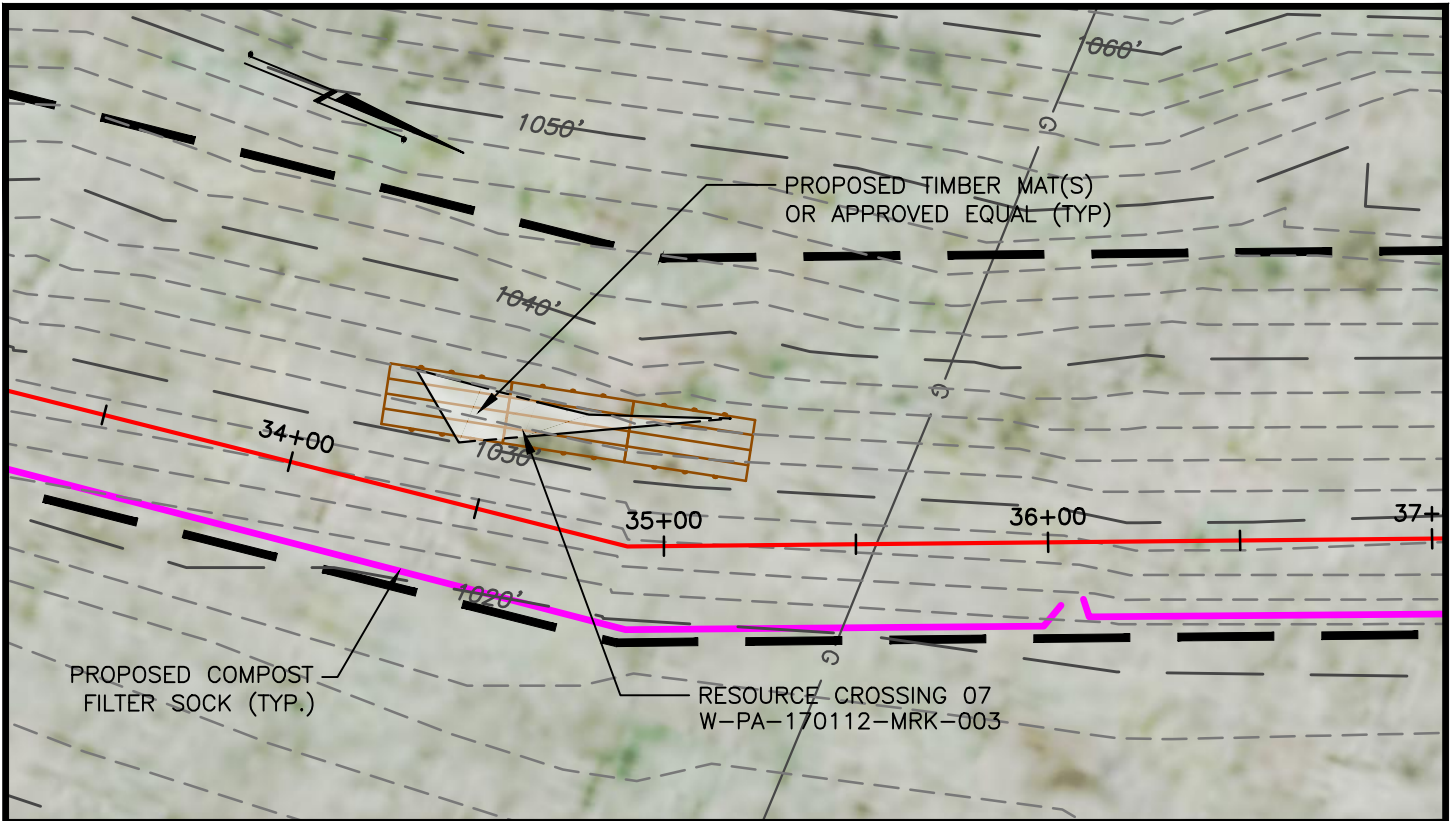 1060'
G
1050'
PROPOSED TIMBER MAT(S)
OR APPROVED EQUAL (TYP)
1040'
G
34+00
1030'
35+00
36+00
37+
1020'
G
PROPOSED COMPOST
FILTER SOCK (TYP.)
RESOURCE CROSSING 07
W-PA-170112-MRK-003